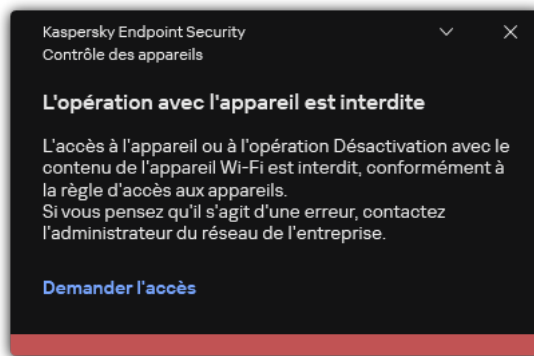 Kaspersky Endpoint Security
Contrôle des appareils
L'opération avec l'appareil est interdite
L'accès à l'appareil ou à l'opération Désactivation avec le
contenu de l'appareil Wi-Fi est interdit, conformément à
la règle d'accès aux appareils.
Si vous pensez qu'il s'agit d'une erreur, contactez
l'administrateur du réseau de l'entreprise.
Demander l'accès